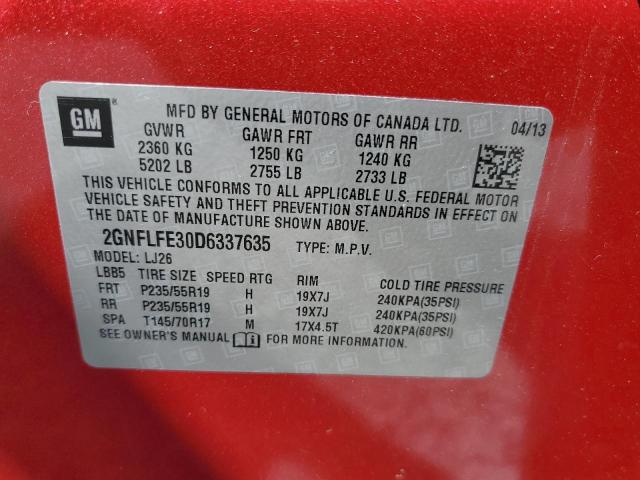 GM ®
MFD BY GENERAL MOTORS OF CANADA LTD. 04/13
GVWR GAWR FRT GAWR RR
2360 KG 1250 KG 1240 KG
5202 LB 2755 LB 2733 LB
THIS VEHICLE CONFORMS TO ALL APPLICABLE U.S. FEDERAL MOTOR
VEHICLE SAFETY AND THEFT PREVENTION STANDARDS IN EFFECT ON
THE DATE OF MANUFACTURE SHOWN ABOVE.
2GNFLFE30D6337635 TYPE: M.P.V.
MODEL: LJ26
LBB5 TIRE SIZE SPEED RTG RIM COLD TIRE PRESSURE
FRT P235/55R19 H 19X7J 240KPA(35PSI)
RR P235/55R19 H 19X7J 240KPA(35PSI)
SPA T145/70R17 M 17X4.5T 420KPA(60PSI)
SEE OWNER'S MANUAL FOR MORE INFORMATION.